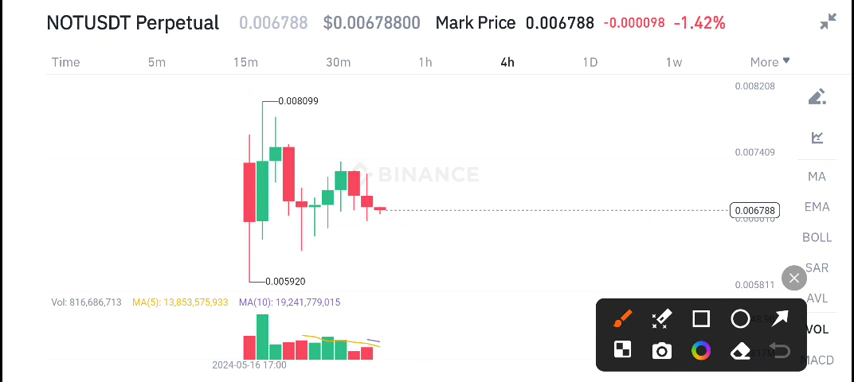 NOTUSDT Perpetual 0.006788 $0.00678800 Mark Price 0.006788 -0.000098 -1.42%
Time 5m 15m 30m 1h 4h 1D 1w More
0.008208
0.008099
0.007409
BINANCE
MA
EMA
0.006788
BOLL
SAR
0.005920
0.005811
AVL
Vol: 816,686,713 MA(5): 13,853,575,933 MA(10): 19,241,779,015
VOL
MACD
2024-05-16 17:00